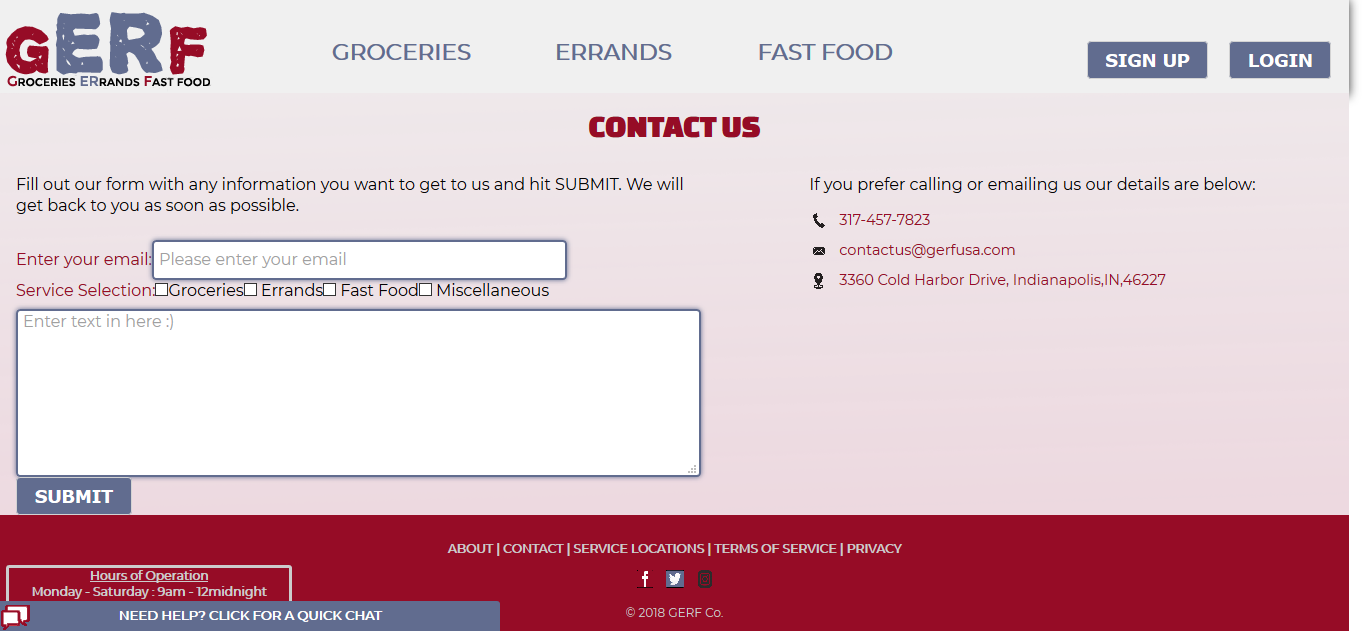 GERF
GROCERIES ERRANDS FAST FOOD
GROCERIES
ERRANDS
FAST FOOD
SIGN UP
LOGIN
CONTACT US
Fill out our form with any information you want to get to us and hit SUBMIT. We will
get back to you as soon as possible.
Enter your email:
Please enter your email
Service Selection: Groceries Errands Fast Food Miscellaneous
Enter text in here :)
SUBMIT
If you prefer calling or emailing us our details are below:
317-457-7823
contactus@gerfusa.com
3360 Cold Harbor Drive, Indianapolis,IN,46227
ABOUT | CONTACT | SERVICE LOCATIONS | TERMS OF SERVICE | PRIVACY
© 2018 GERF Co.
Hours of Operation
Monday - Saturday : 9am - 12midnight
NEED HELP? CLICK FOR A QUICK CHAT